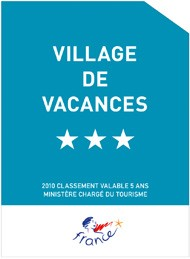 VILLAGE
DE
VACANCES
2010 CLASSEMENT VALABLE 5 ANS
MINISTÈRE CHARGÉ DU TOURISME
france